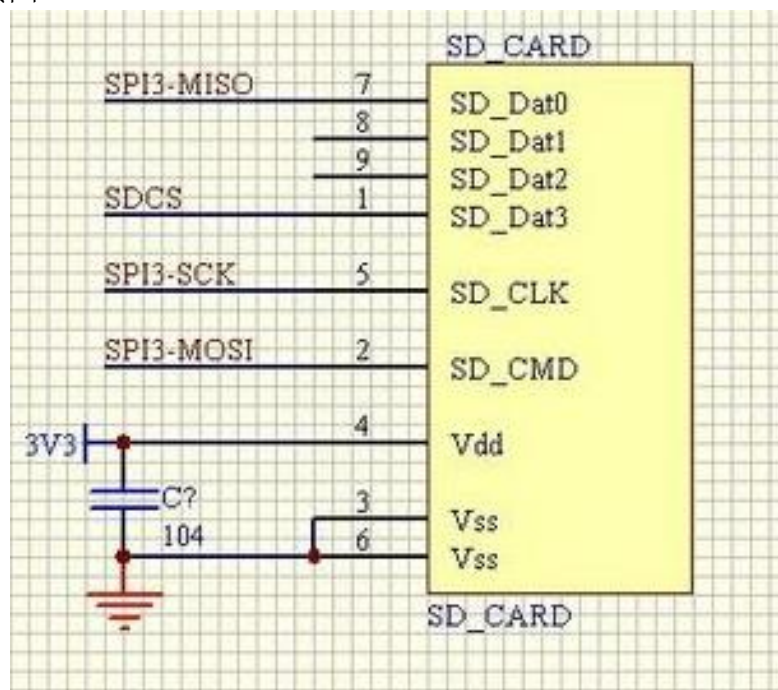 SD_CARD
SPI3-MISO 7 SD_Dat0
8 SD_Dat1
9 SD_Dat2
SDCS 1 SD_Dat3
SPI3-SCK 5 SD_CLK
SPI3-MOSI 2 SD_CMD
3V3 4 Vdd
C? 3 Vss
104 6 Vss
SD_CARD